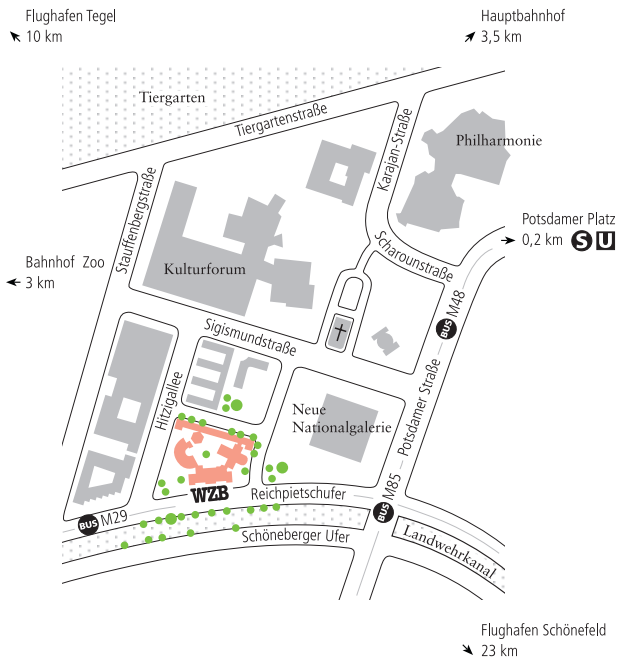 Flughafen Tegel
10 km
Hauptbahnhof
3,5 km
Tiergarten
Tiergartenstraße
Karajan-Straße
Philharmonie
Stauffenbergstraße
Potsdamer Platz
0,2 km S U
Scharounstraße
Bahnhof Zoo
3 km
Kulturforum
BUS M48
Sigismundstraße
Hitzigallee
Potsdamer Straße
Neue
Nationalgalerie
WZB
Reichpietschufer
BUS M85
BUS M29
Schöneberger Ufer
Landwehrkanal
Flughafen Schönefeld
23 km